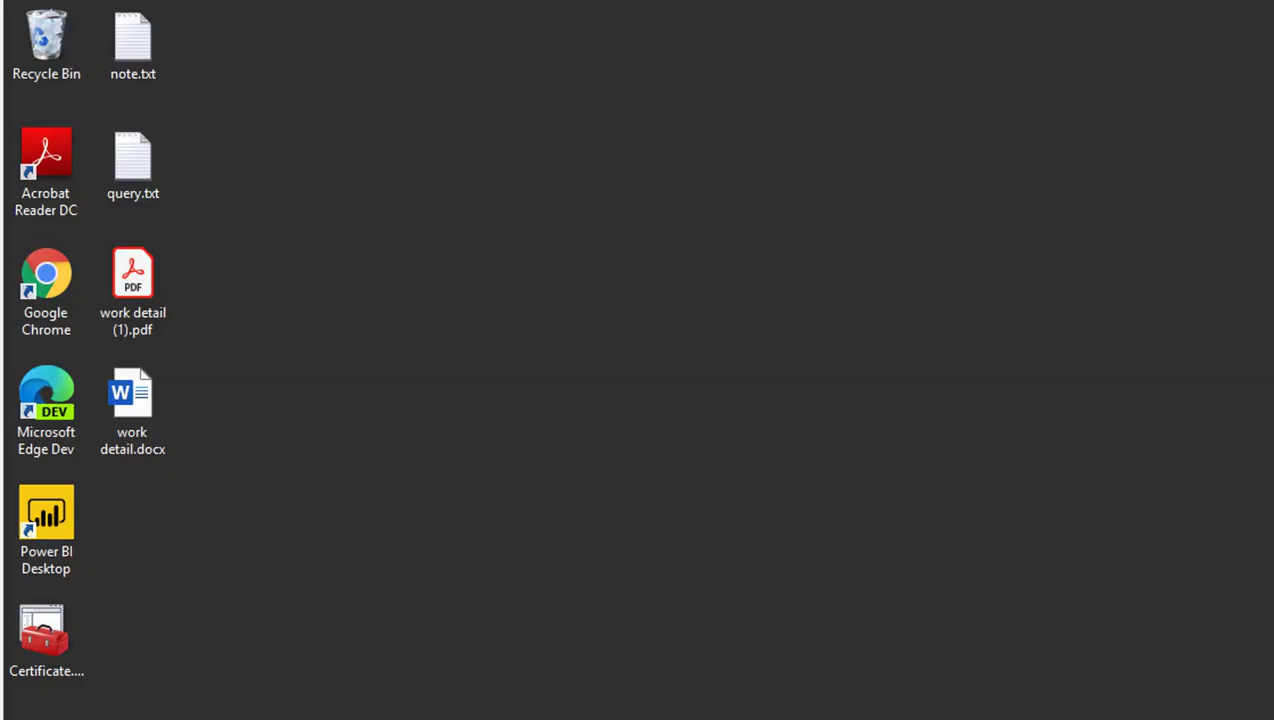 Recycle Bin
note.txt
Acrobat
Reader DC
query.txt
Google
Chrome
PDF
work detail
(1).pdf
DEV
Microsoft
Edge Dev
W
work
detail.docx
Power BI
Desktop
Certificate....